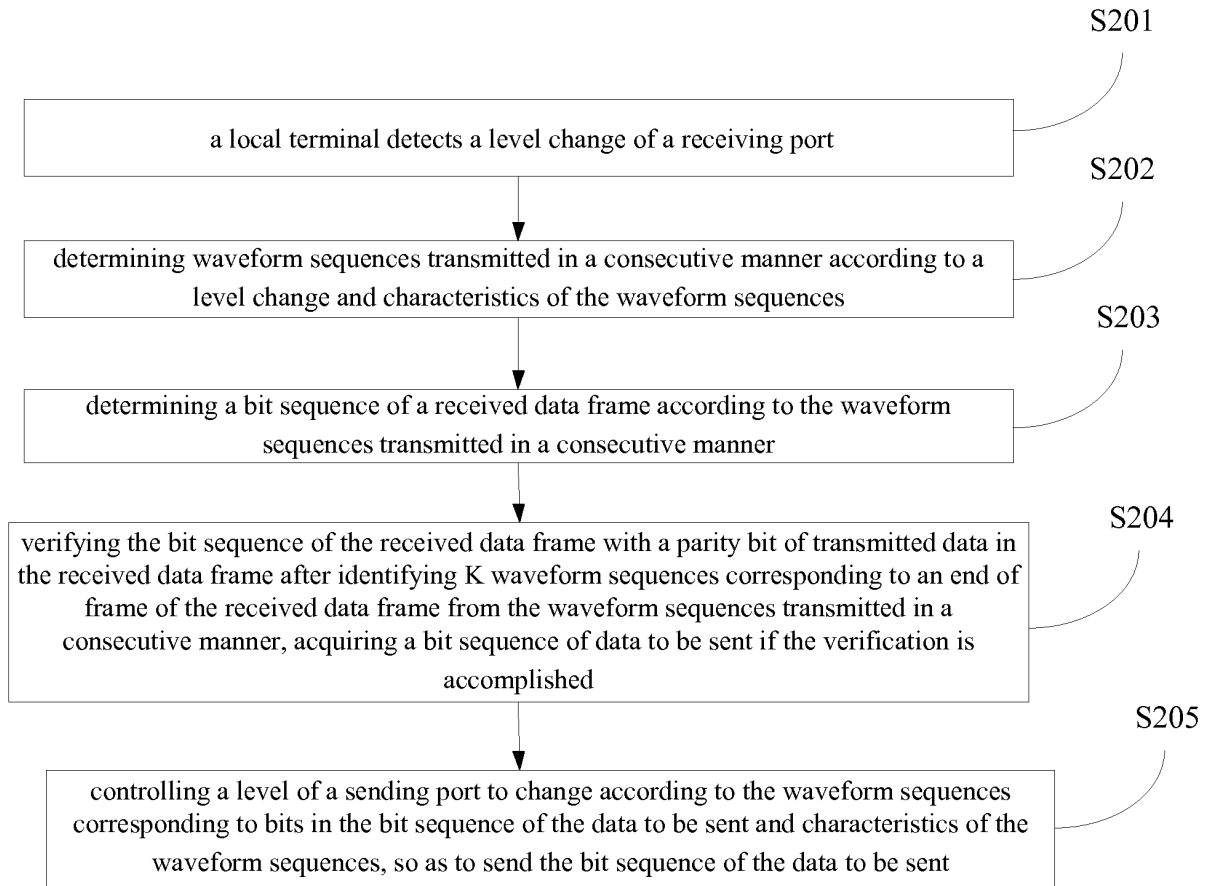 S201
a local terminal detects a level change of a receiving port
S202
determining waveform sequences transmitted in a consecutive manner according to a
level change and characteristics of the waveform sequences
S203
determining a bit sequence of a received data frame according to the waveform
sequences transmitted in a consecutive manner
S204
verifying the bit sequence of the received data frame with a parity bit of transmitted data in
the received data frame after identifying K waveform sequences corresponding to an end of
frame of the received data frame from the waveform sequences transmitted in a
consecutive manner, acquiring a bit sequence of data to be sent if the verification is
accomplished
S205
controlling a level of a sending port to change according to the waveform sequences
corresponding to bits in the bit sequence of the data to be sent and characteristics of the
waveform sequences, so as to send the bit sequence of the data to be sent